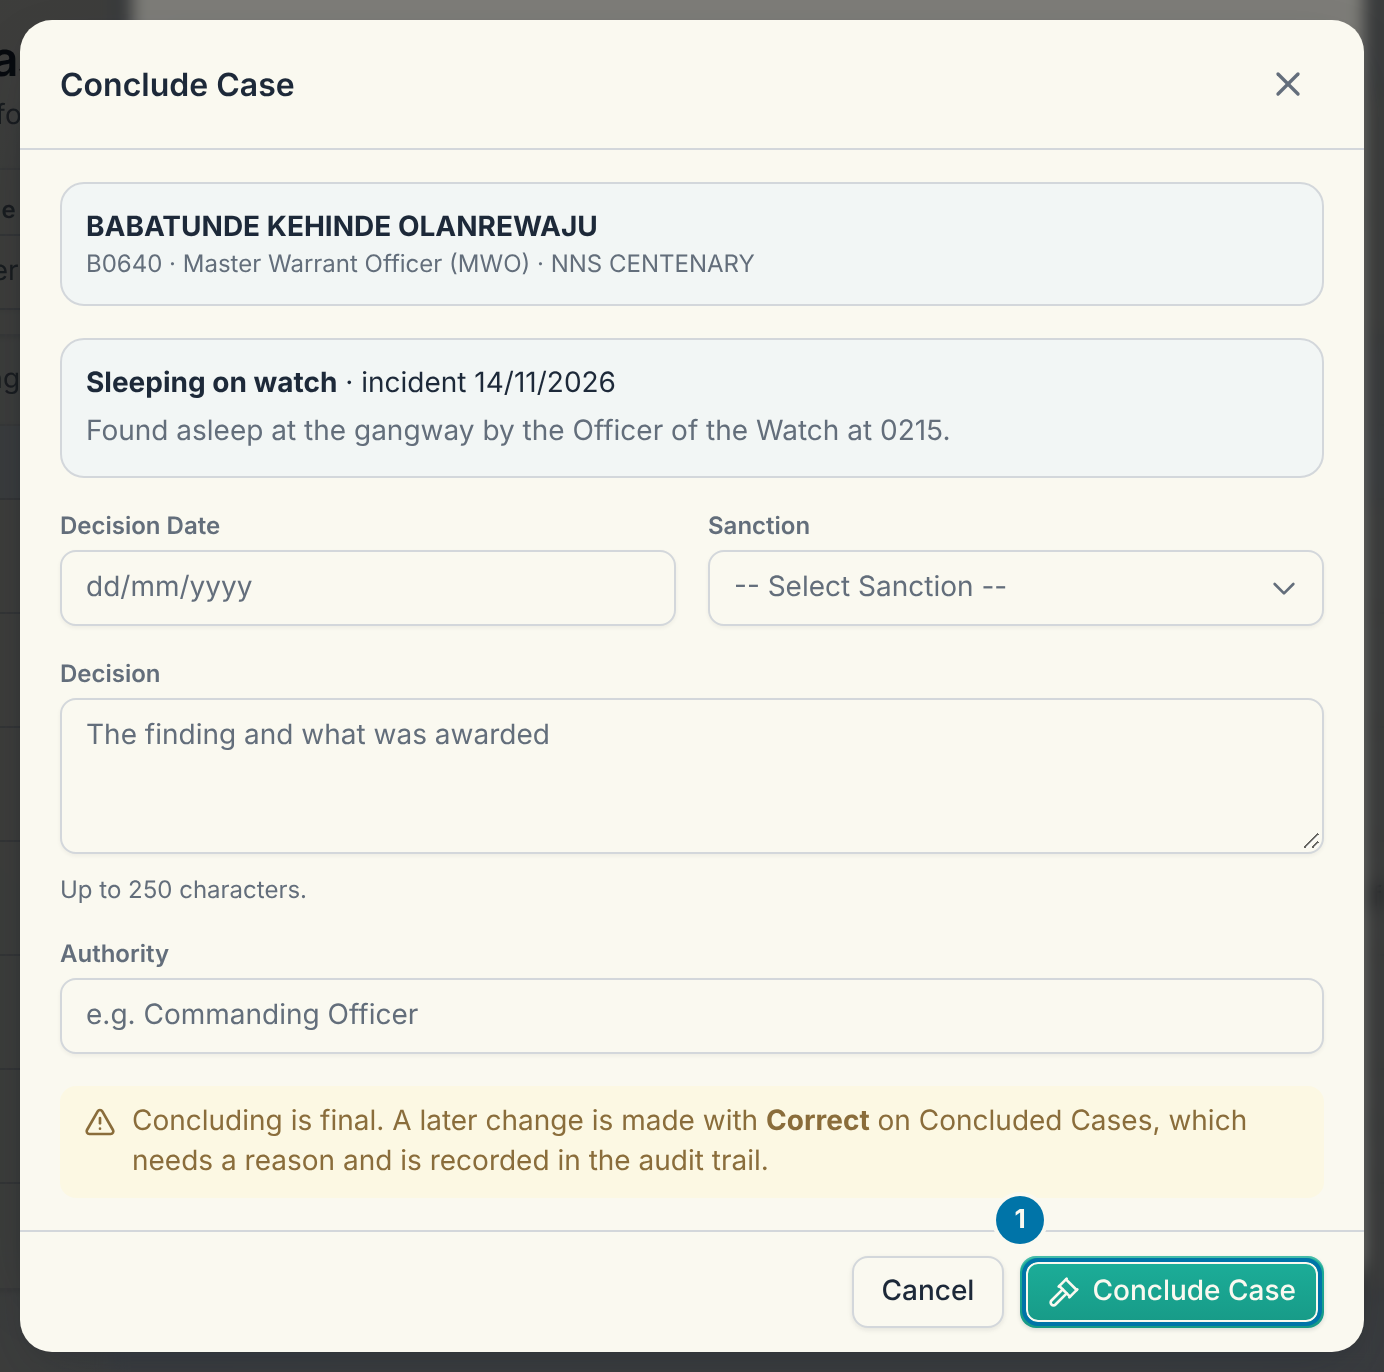 Conclude Case
BABATUNDE KEHINDE OLANREWAJU
B0640 · Master Warrant Officer (MWO) · NNS CENTENARY
Sleeping on watch · incident 14/11/2026
Found asleep at the gangway by the Officer of the Watch at 0215.
Decision Date
Sanction
dd/mm/yyyy
-- Select Sanction --
Decision
The finding and what was awarded
Up to 250 characters.
Authority
e.g. Commanding Officer
Concluding is final. A later change is made with Correct on Concluded Cases, which
needs a reason and is recorded in the audit trail.
1
Cancel
Conclude Case